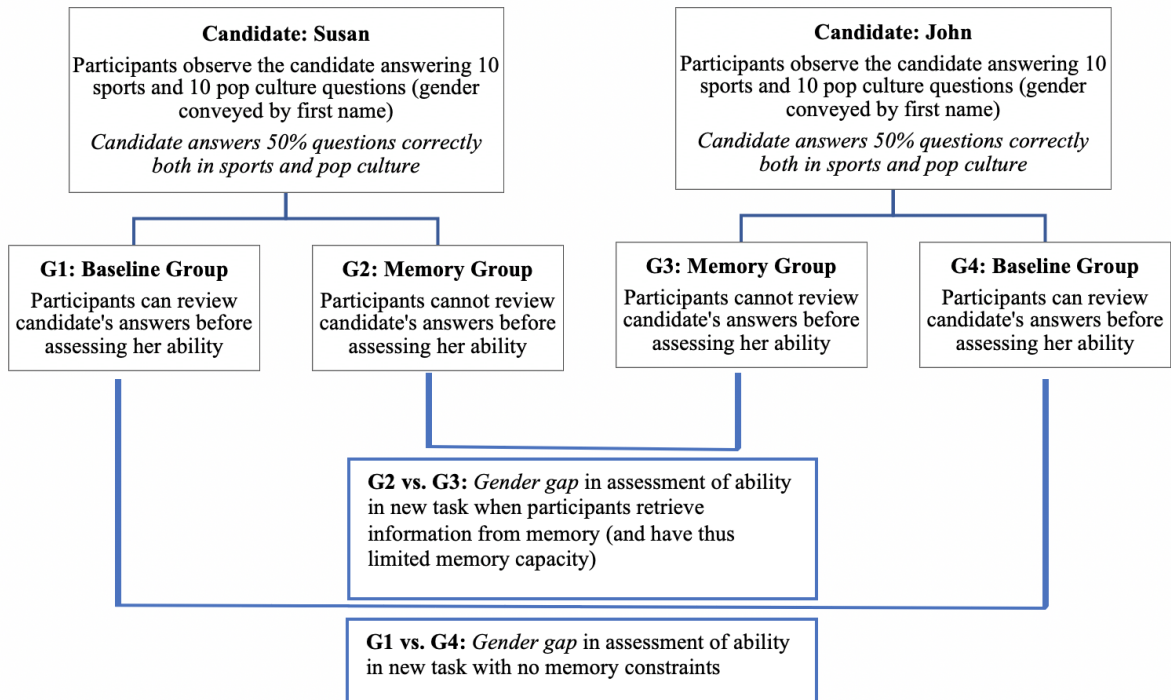 Candidate: Susan
Participants observe the candidate answering 10
sports and 10 pop culture questions (gender
conveyed by first name)
Candidate answers 50% questions correctly
both in sports and pop culture
Candidate: John
Participants observe the candidate answering 10
sports and 10 pop culture questions (gender
conveyed by first name)
Candidate answers 50% questions correctly
both in sports and pop culture
G1: Baseline Group
Participants can review
candidate's answers before
assessing her ability
G2: Memory Group
Participants cannot review
candidate's answers before
assessing her ability
G3: Memory Group
Participants cannot review
candidate's answers before
assessing her ability
G4: Baseline Group
Participants can review
candidate's answers before
assessing her ability
G2 vs. G3: Gender gap in assessment of ability
in new task when participants retrieve
information from memory (and have thus
limited memory capacity)
G1 vs. G4: Gender gap in assessment of ability
in new task with no memory constraints